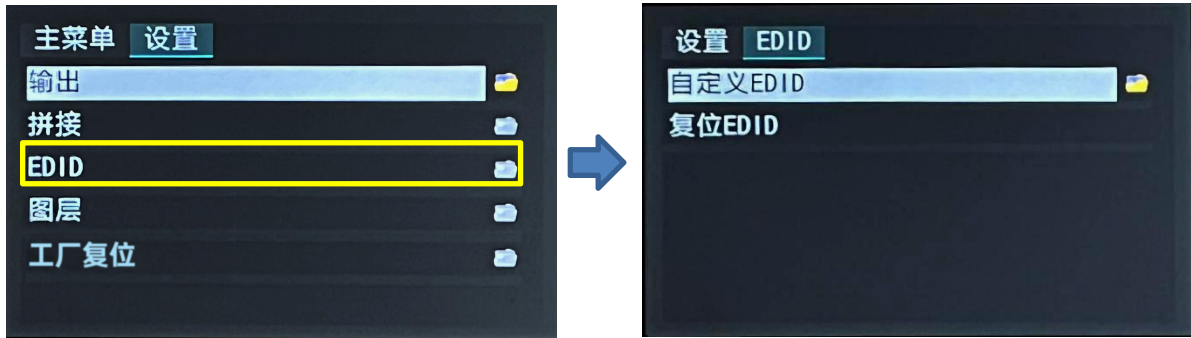 主菜单 设置
输出
拼接
EDID
图层
工厂复位
设置 EDID
自定义EDID
复位EDID